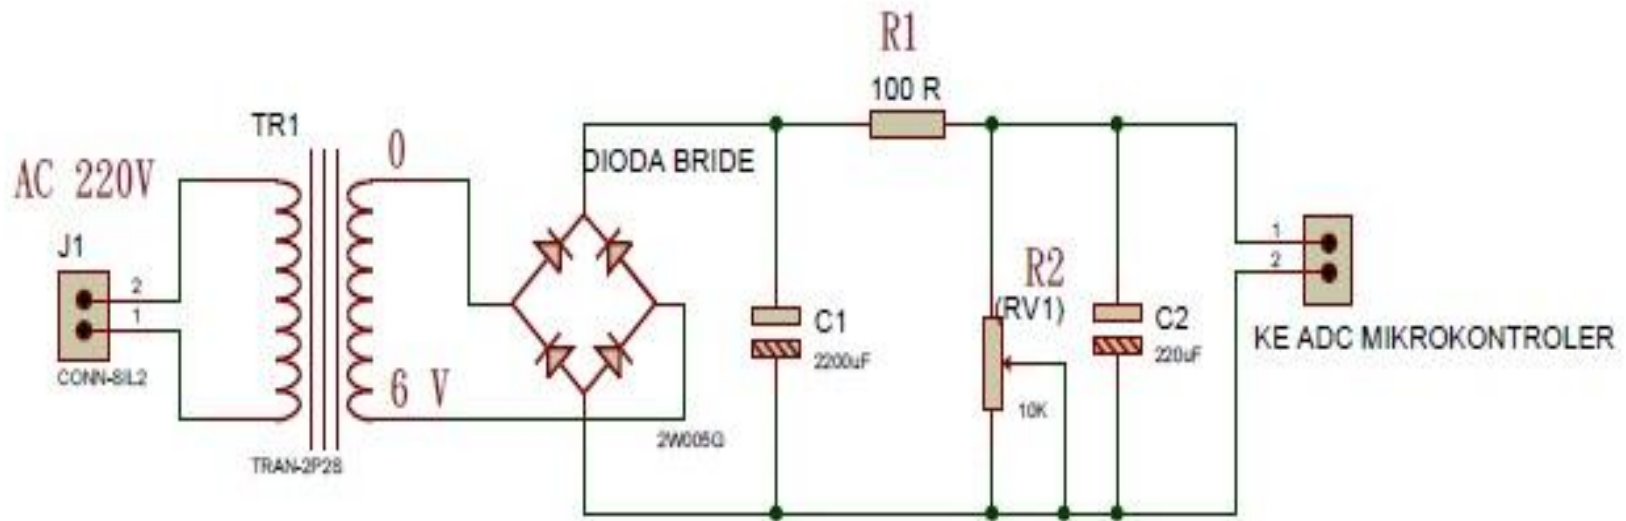 R1
100 R
TR1
0
DIODA BRIDE
AC 220V
J1
2
1
CONN-SIL2
6 V
TRAN-2P2S
2W005G
C1
2200uF
R2
(RV1)
10K
C2
220uF
1
2
KE ADC MIKROKONTROLER